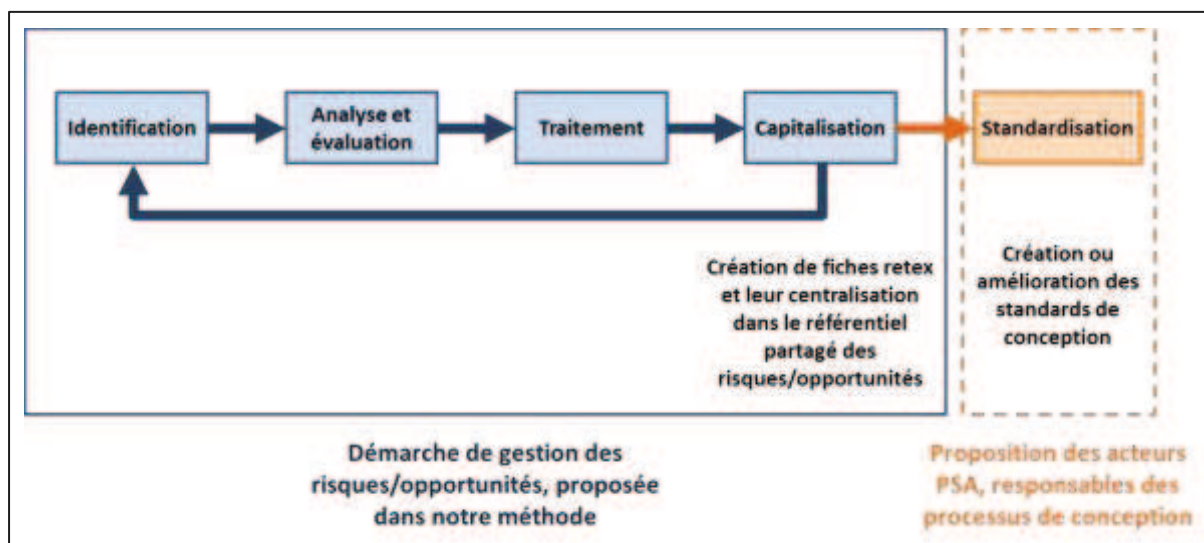 Identification
Analyse et
évaluation
Traitement
Capitalisation
Standardisation
Création de fiches retex
et leur centralisation
dans le référentiel
partagé des
risques/opportunités
Création ou
amélioration des
standards de
conception
Démarche de gestion des
risques/opportunités, proposée
dans notre méthode
Proposition des acteurs
PSA, responsables des
processus de conception